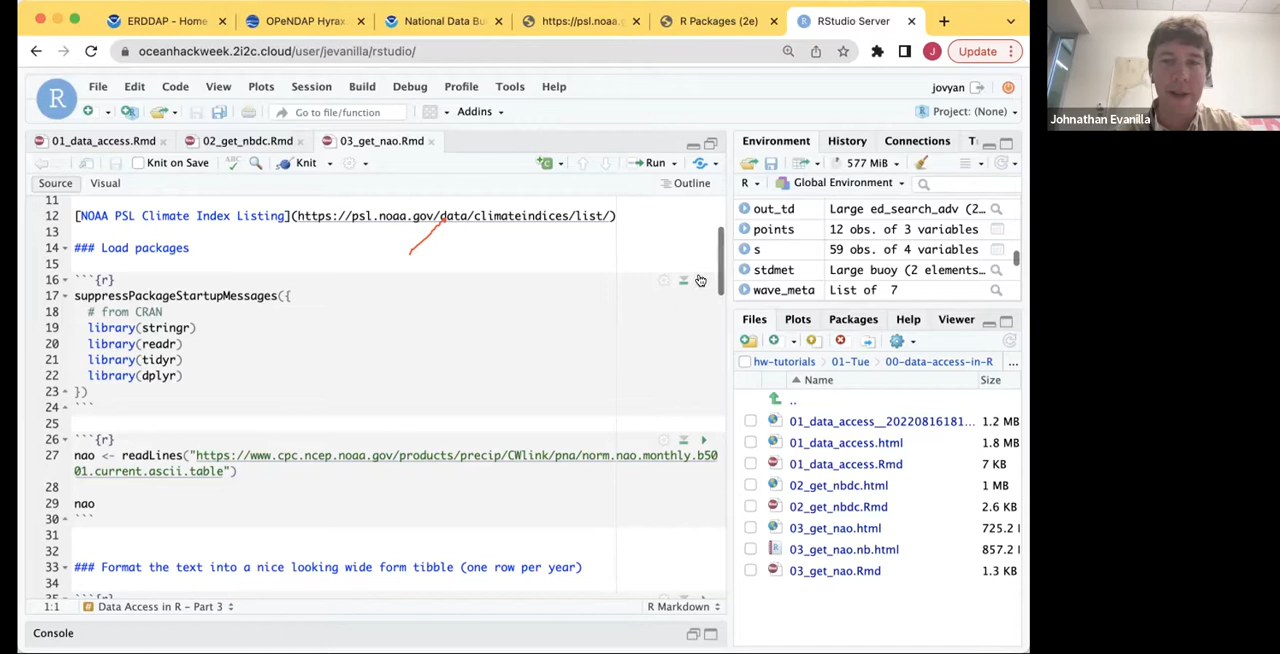 ERDDAP - Home
OPeNDAP Hyrax
National Data Bu
https://psl.noaa.g
R Packages (2e)
RStudio Server
oceanhackweek.2i2c.cloud/user/jevanilla/rstudio/
J
Update
R
File Edit Code View Plots Session Build Debug Profile Tools Help
jovyan
Go to file/function
Addins
Project: (None)
01_data_access.Rmd
02_get_nbdc.Rmd
03_get_nao.Rmd
Knit on Save
ABC
Knit
Run
Source
Visual
Outline
11
12 [NOAA PSL Climate Index Listing](https://psl.noaa.gov/data/climateindices/list/)
13
14 ### Load packages
15
16 ```{r}
17 suppressPackageStartupMessages({
18 # from CRAN
19 library(stringr)
20 library(readr)
21 library(tidyr)
22 library(dplyr)
23 })
24 ```
25
26 ```{r}
27 nao <- readLines("https://www.cpc.ncep.noaa.gov/products/precip/CWlink/pna/norm.nao.monthly.b50
01.current.ascii.table")
28
29 nao
30 ```
31
32
33 ### Format the text into a nice looking wide form tibble (one row per year)
34
35 ```{r}
1:1
Data Access in R - Part 3
R Markdown
Console
Environment History Connections T
577 MiB
R
Global Environment
out_td Large ed_search_adv (2…
points 12 obs. of 3 variables
s 59 obs. of 4 variables
stdmet Large buoy (2 elements…
wave_meta List of 7
Files Plots Packages Help Viewer
hw-tutorials 01-Tue 00-data-access-in-R ...
Name Size
..
01_data_access__20220816181... 1.2 MB
01_data_access.html 1.8 MB
01_data_access.Rmd 7 KB
02_get_nbdc.html 1 MB
02_get_nbdc.Rmd 2.6 KB
03_get_nao.html 725.2
03_get_nao.nb.html 857.2
03_get_nao.Rmd 1.3 KB
Johnathan Evanilla